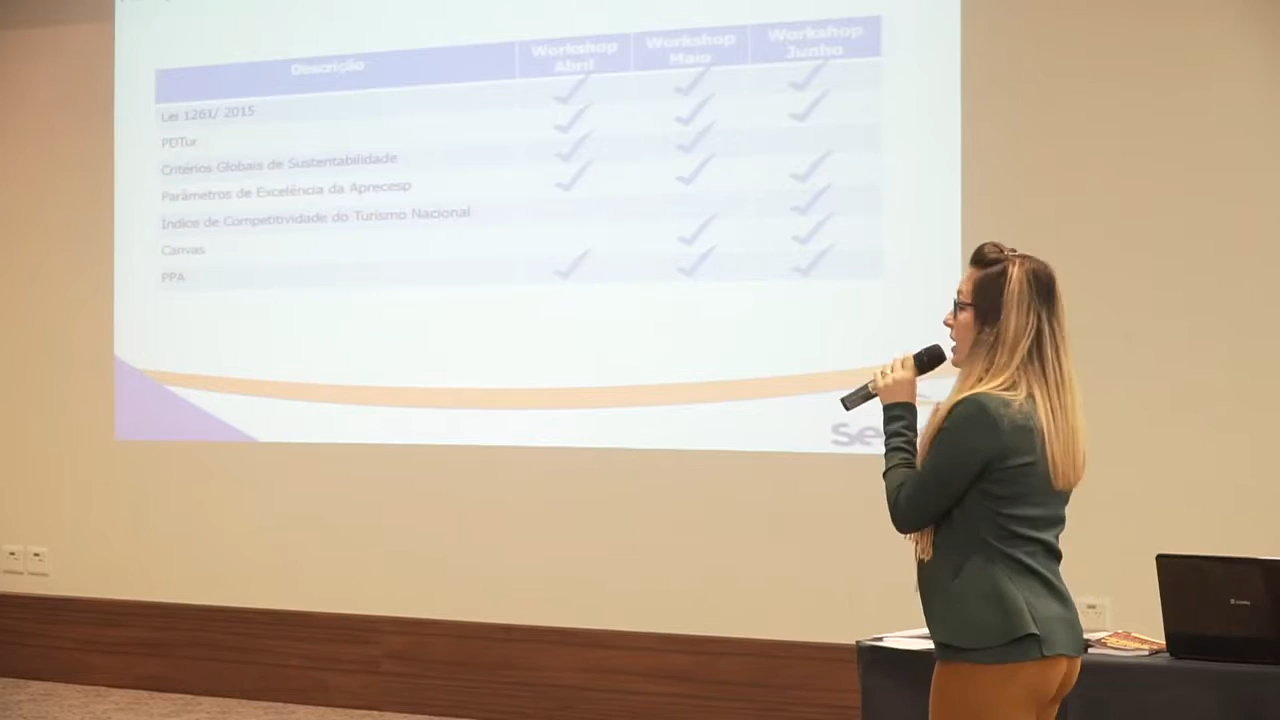 Descrição
Workshop Abril
Workshop Maio
Workshop Junho
Lei 1261/ 2015
PDTur
Critérios Globais de Sustentabilidade
Parâmetros de Excelência da Aprecesp
Índice de Competitividade do Turismo Nacional
Canvas
PPA